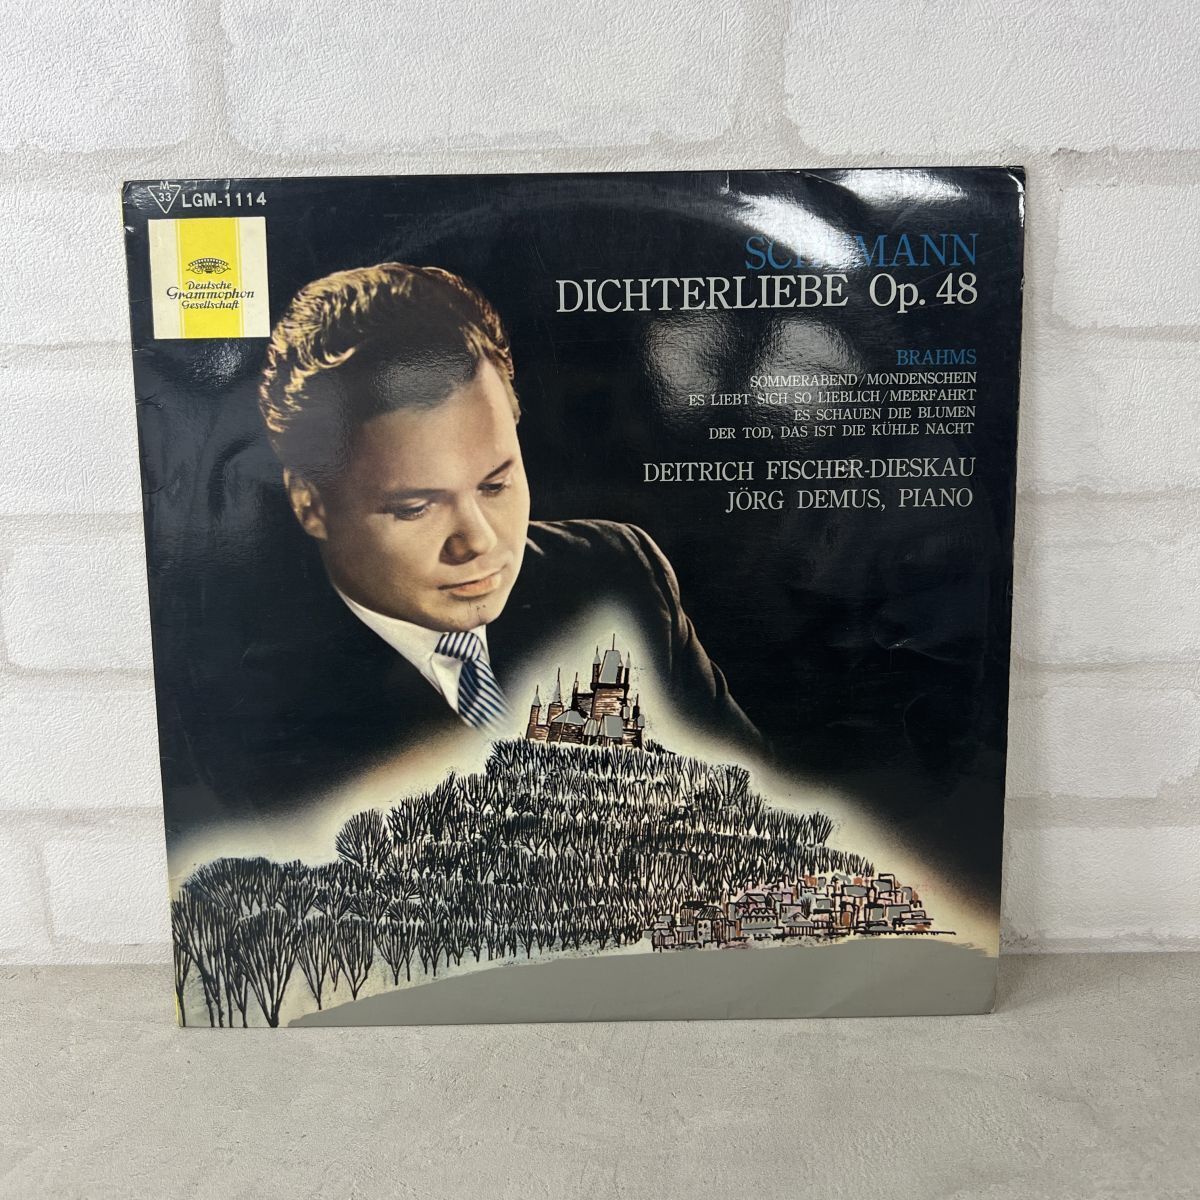 M
33
LGM-1114
Deutsche
Grammophon
Gesellschaft
SCHUMANN
DICHTERLIEBE Op. 48
BRAHMS
SOMMERABEND/MONDENSCHEIN
ES LIEBT SICH SO LIEBLICH/MEERFAHRT
ES SCHAUEN DIE BLUMEN
DER TOD, DAS IST DIE KÜHLE NACHT
DEITRICH FISCHER-DIESKAU
JÖRG DEMUS, PIANO